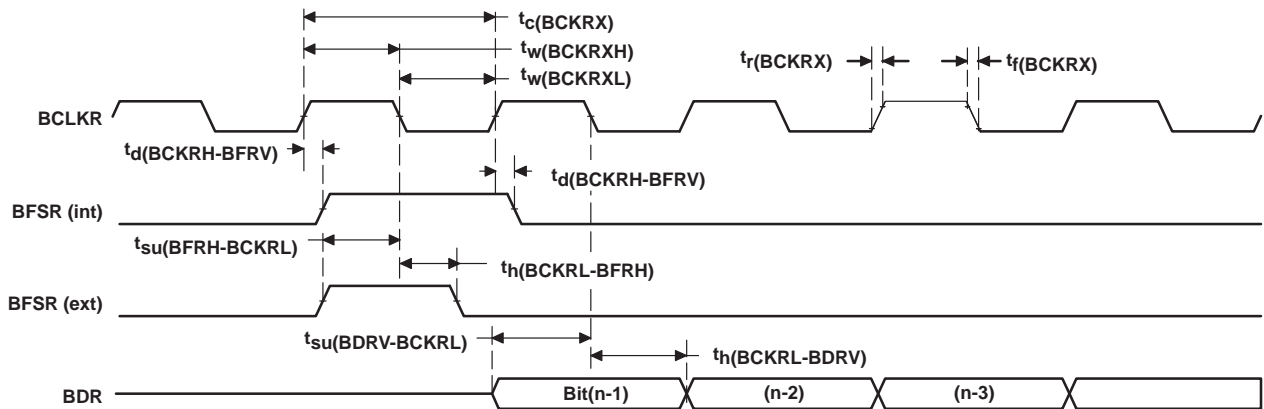 tc(BCKRX)
tw(BCKRXH)
tw(BCKRXL)
tr(BCKRX)
tf(BCKRX)
BCLKR
td(BCKRH-BFRV)
td(BCKRH-BFRV)
BFSR (int)
tsu(BFRH-BCKRL)
th(BCKRL-BFRH)
BFSR (ext)
tsu(BDRV-BCKRL)
th(BCKRL-BDRV)
BDR
Bit(n-1)
(n-2)
(n-3)